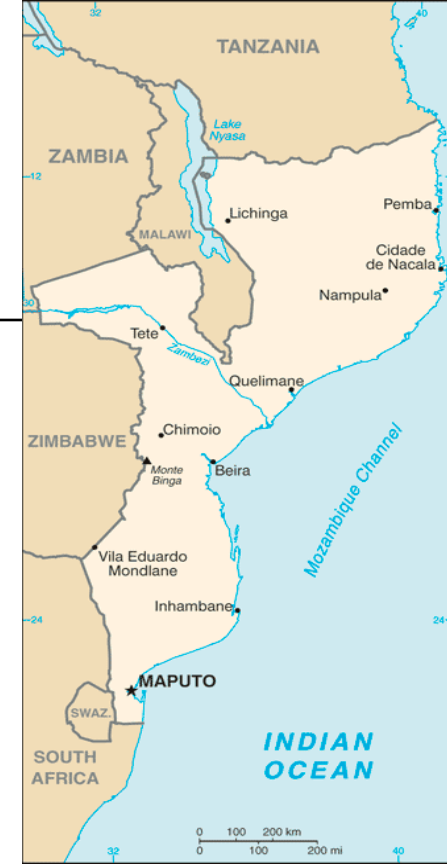 32
40
TANZANIA
Lake
Nyasa
ZAMBIA
12
Lichinga
Pemba
MALAWI
Cidade
de Nacala
Nampula
30
Tete
Zambezi
Quelimane
Chimoio
ZIMBABWE
Monte
Binga
Beira
Mozambique Channel
Vila Eduardo
Mondlane
Inhambane
24
24
MAPUTO
SWAZ.
INDIAN
OCEAN
SOUTH
AFRICA
0 100 200 km
0 100 200 mi
32
40